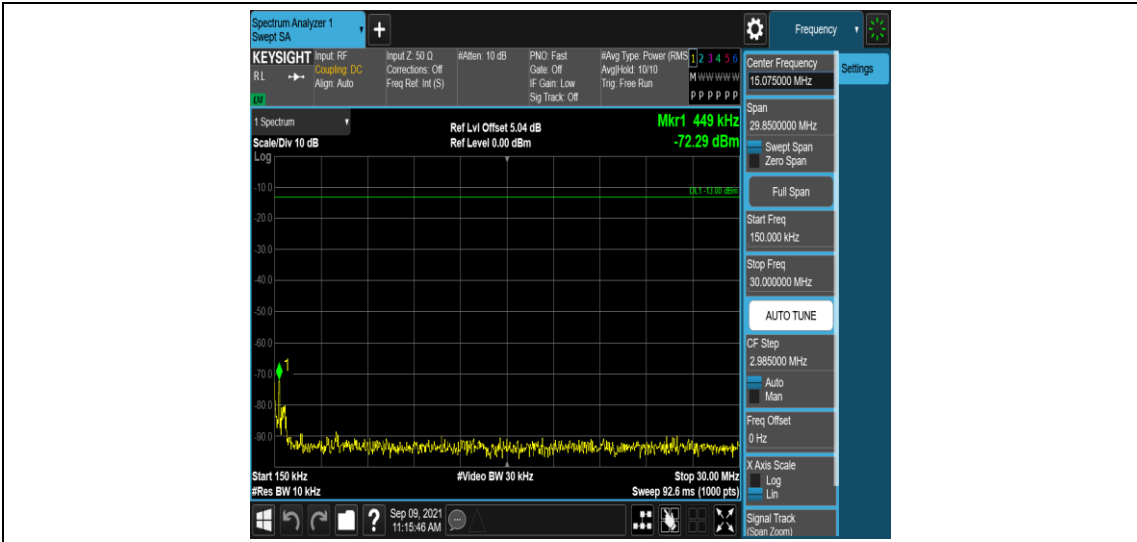 Spectrum Analyzer 1
Swept SA
+
Frequency
KEYSIGHT
RL
LXI
Input: RF
Coupling: DC
Align: Auto
Input Z: 50 Ω
Corrections: Off
Freq Ref: Int (S)
#Atten: 10 dB
PNO: Fast
Gate: Off
IF Gain: Low
Sig Track: Off
#Avg Type: Power (RMS
Avg|Hold: 10/10
Trig: Free Run
1 2 3 4 5 6
M W W W W W
P P P P P P
1 Spectrum
Scale/Div 10 dB
Log
Ref Lvl Offset 5.04 dB
Ref Level 0.00 dBm
Mkr1 449 kHz
-72.29 dBm
DL1 -13.00 dBm
-10.0
-20.0
-30.0
-40.0
-50.0
-60.0
-70.0
-80.0
-90.0
1
Start 150 kHz
#Res BW 10 kHz
#Video BW 30 kHz
Stop 30.00 MHz
Sweep 92.6 ms (1000 pts)
?
Sep 09, 2021
11:15:46 AM
Center Frequency
15.075000 MHz
Settings
Span
29.8500000 MHz
Swept Span
Zero Span
Full Span
Start Freq
150.000 kHz
Stop Freq
30.000000 MHz
AUTO TUNE
CF Step
2.985000 MHz
Auto
Man
Freq Offset
0 Hz
X Axis Scale
Log
Lin
Signal Track
(Span Zoom)